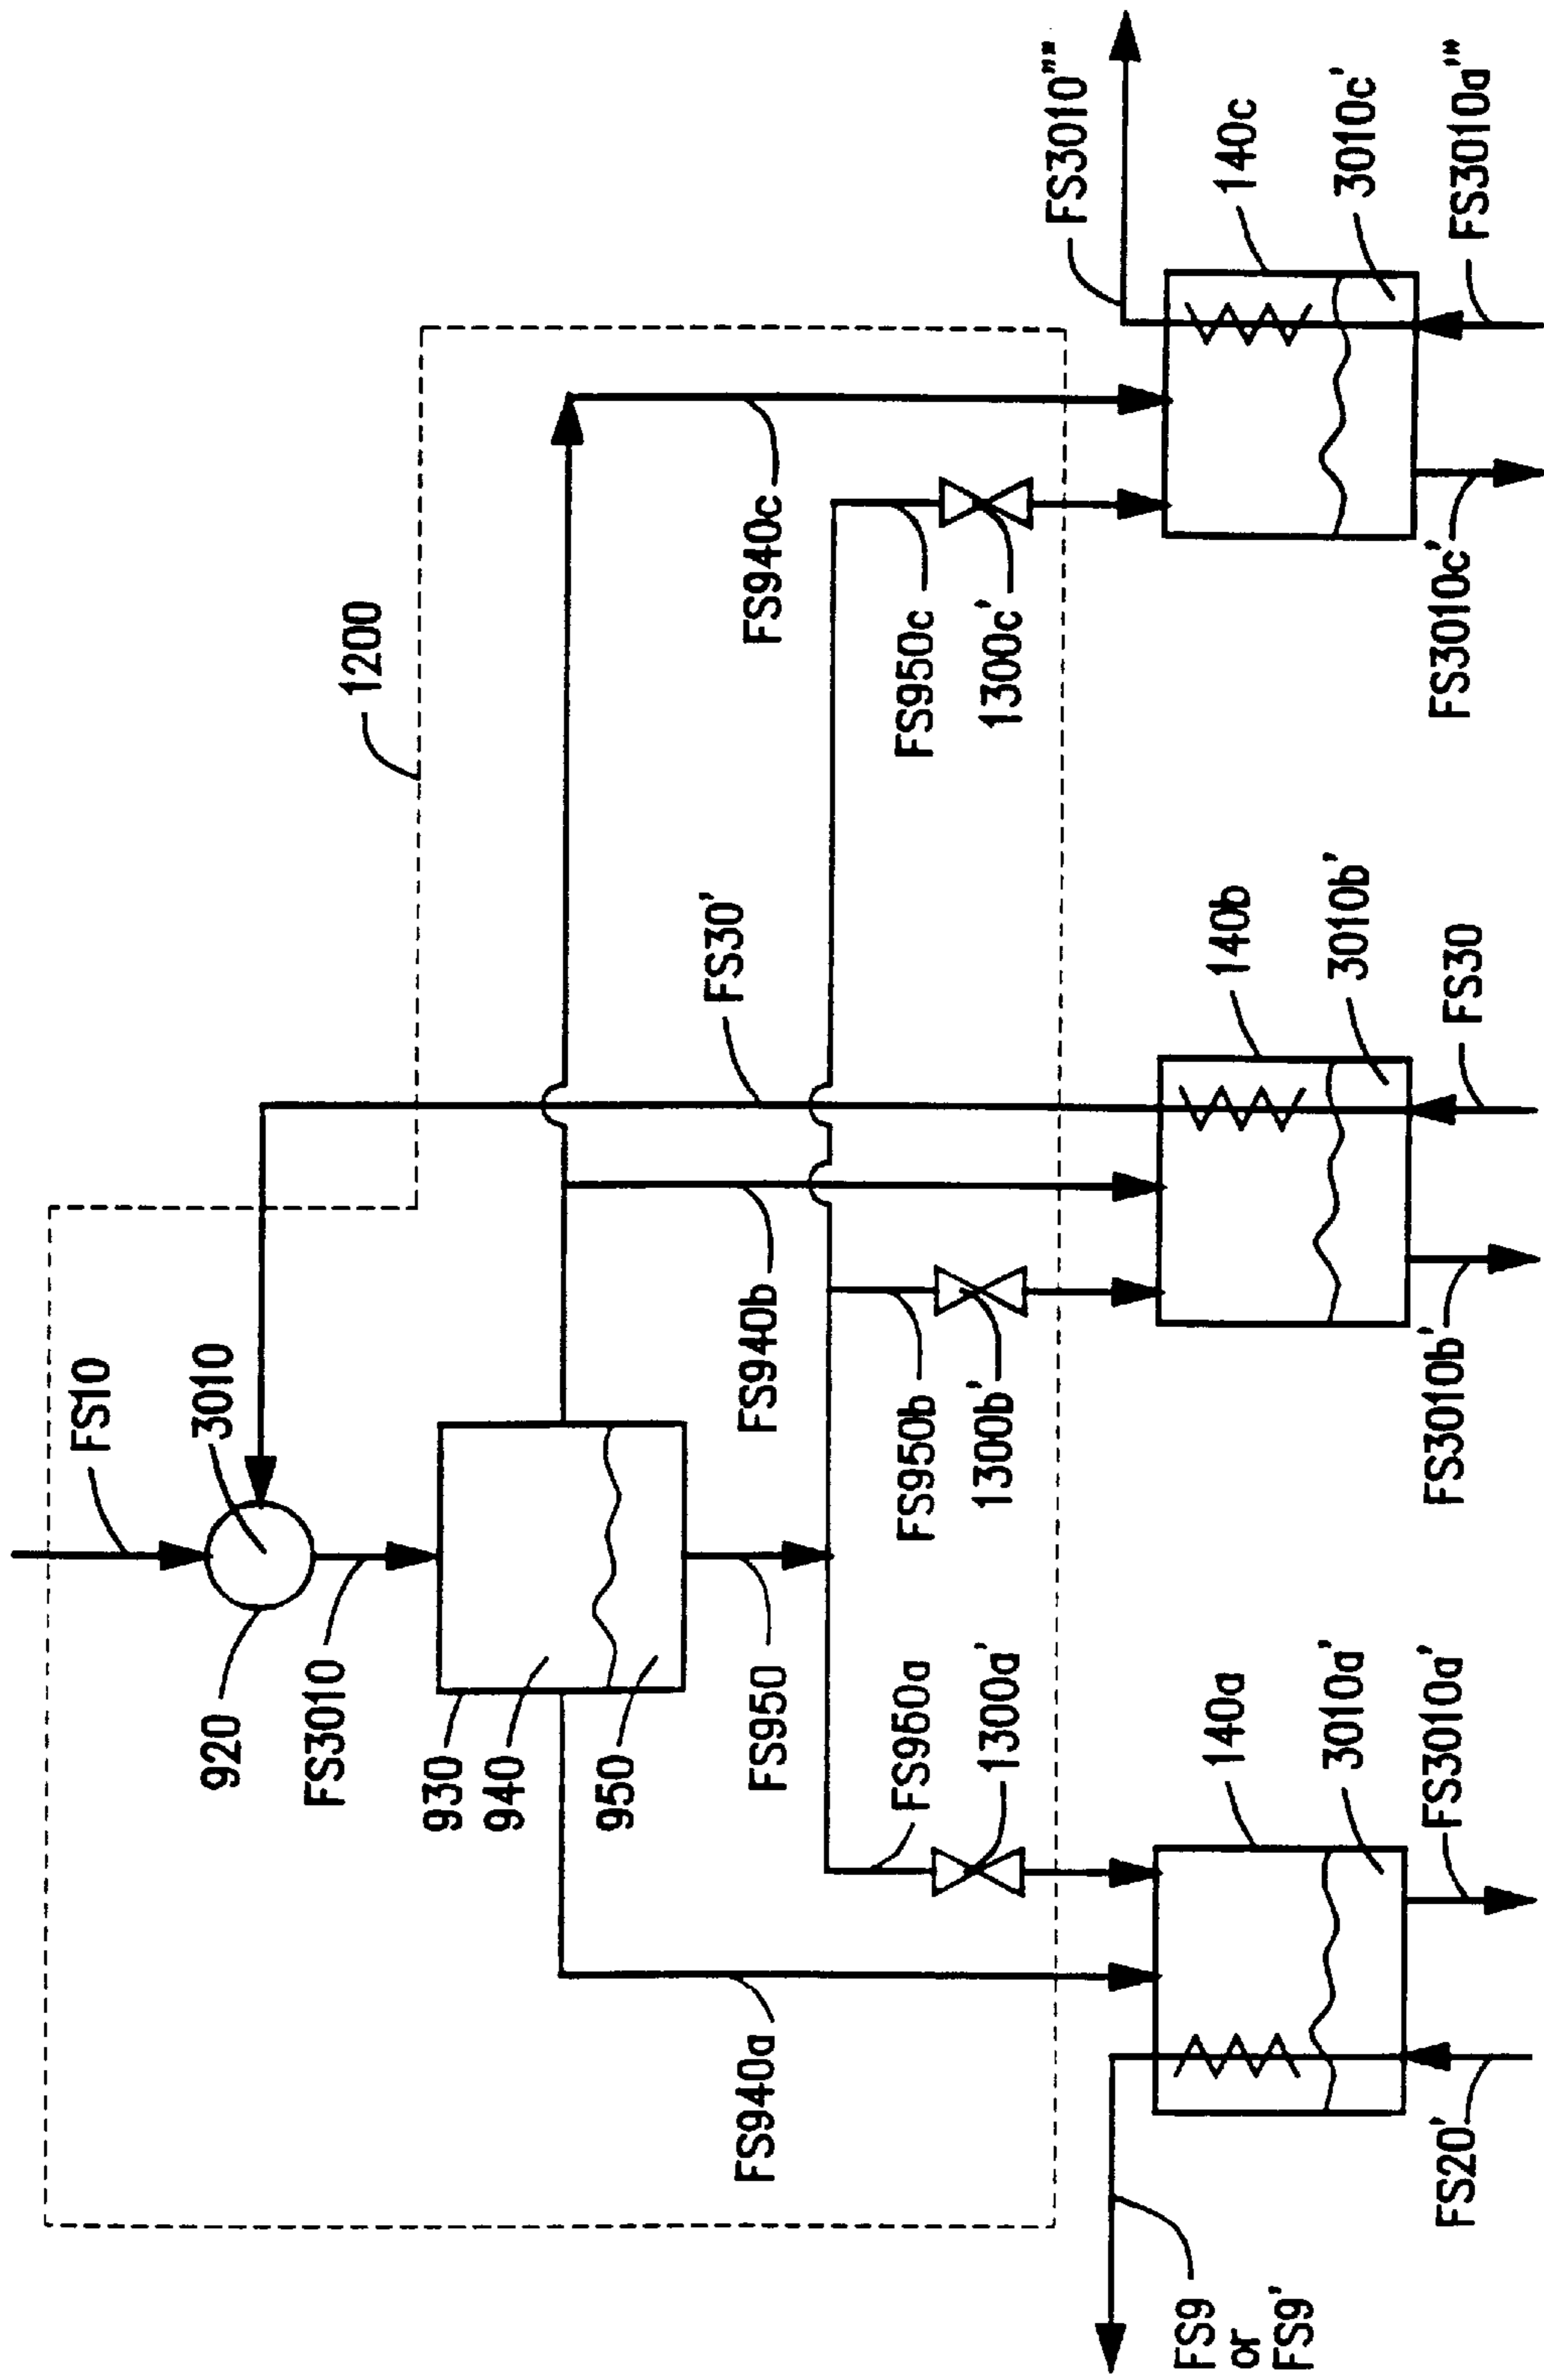 FS10
3010
920
FS3010
1200
930
940
950
FS950
FS30'
FS940a
FS940b
FS940c
FS950a
FS950b
FS950c
1300a'
1300b'
1300c'
FS3010""
140a
140b
140c
3010a'
3010b'
3010c'
FS9
or
FS9'
FS20'
FS3010a'
FS3010b'
FS30
FS3010c'
FS3010a'"